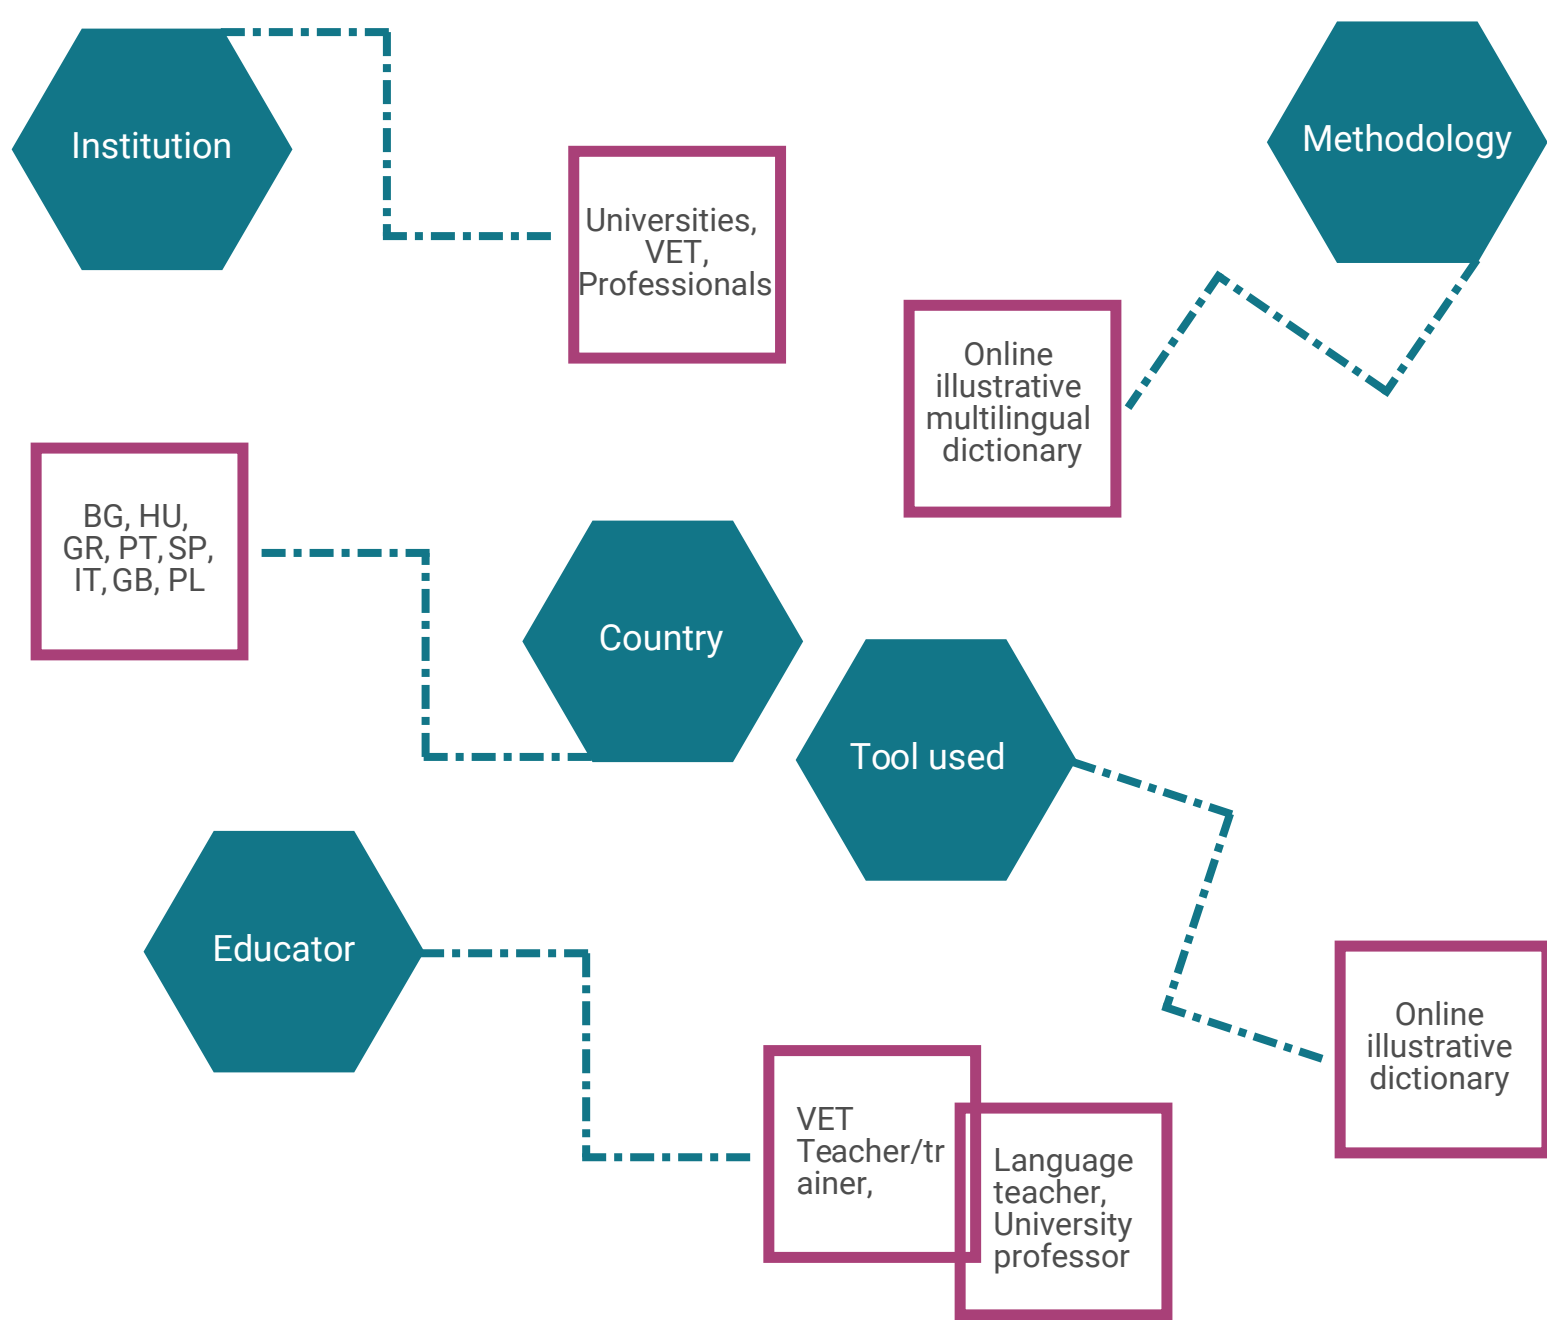 Institution
Methodology
Universities,
VET,
Professionals
Online
illustrative
multilingual
dictionary
BG, HU,
GR, PT, SP,
IT, GB, PL
Country
Tool used
Educator
Online
illustrative
dictionary
VET
Teacher/tr
ainer,
Language
teacher,
University
professor